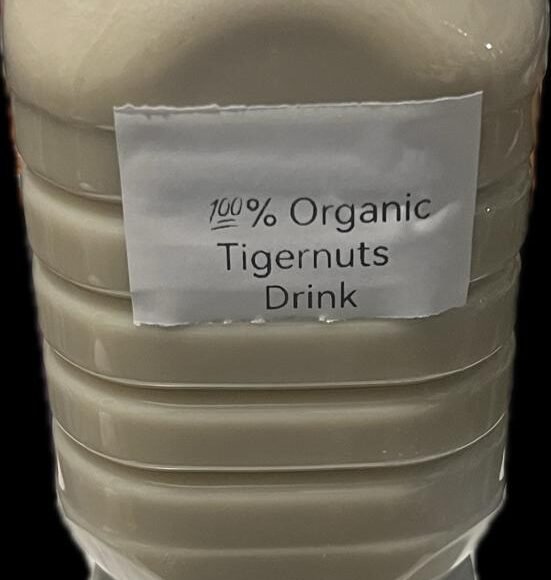 💯% Organic
Tigernuts
Drink